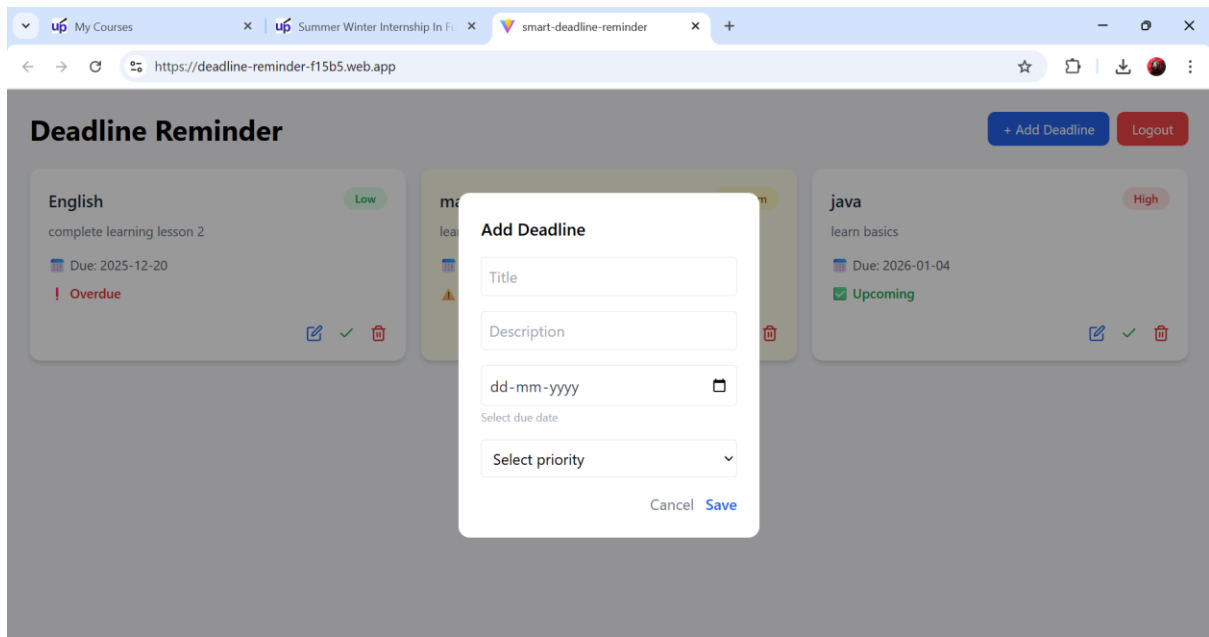 My Courses
Summer Winter Internship In Fu
smart-deadline-reminder
https://deadline-reminder-f15b5.web.app
Deadline Reminder
+ Add Deadline
Logout
English
Low
complete learning lesson 2
Due: 2025-12-20
Overdue
java
High
learn basics
Due: 2026-01-04
Upcoming
Add Deadline
Title
Description
dd-mm-yyyy
Select due date
Select priority
Cancel Save